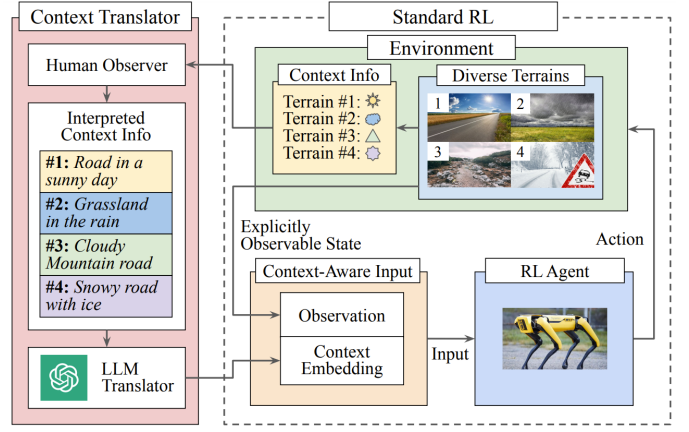 Context Translator
Human Observer
Interpreted
Context Info
#1: Road in a
sunny day
#2: Grassland
in the rain
#3: Cloudy
Mountain road
#4: Snowy road
with ice
LLM
Translator
Standard RL
Environment
Context Info
Terrain #1:
Terrain #2:
Terrain #3:
Terrain #4:
Diverse Terrains
1
2
3
4
Explicitly
Observable State
Action
Context-Aware Input
Observation
Context
Embedding
Input
RL Agent